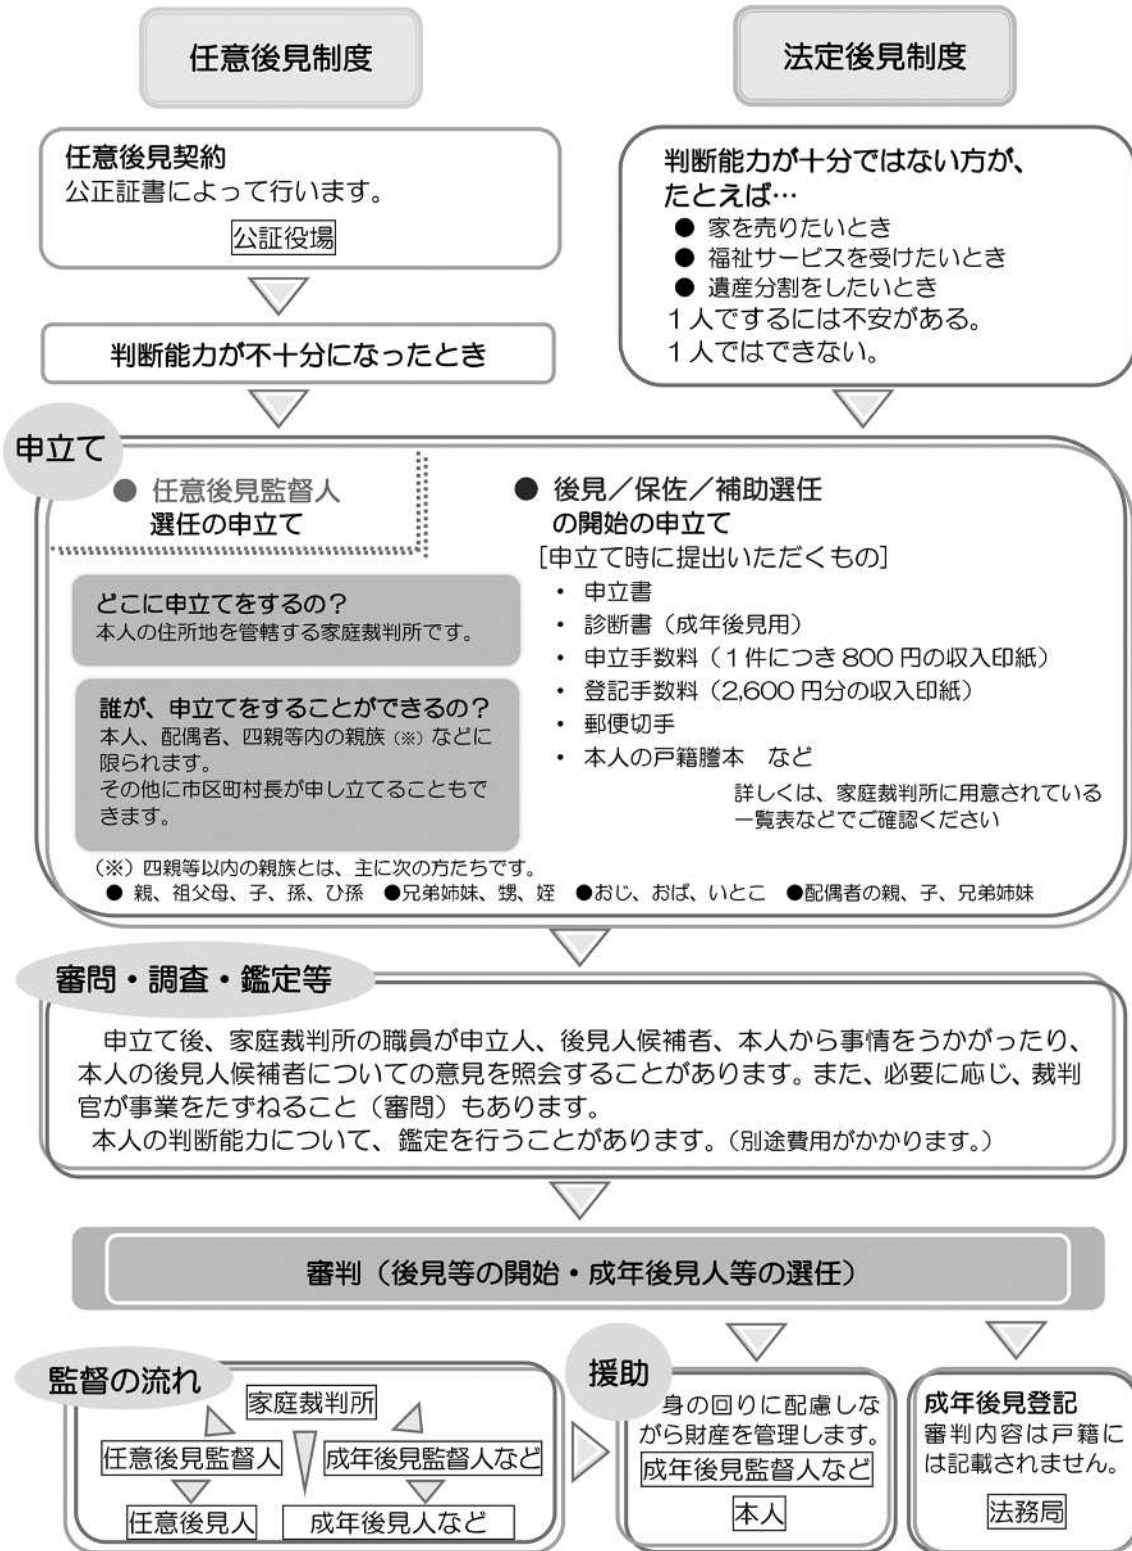 任意後見制度
法定後見制度
任意後見契約
公正証書によって行います。
公証役場
判断能力が不十分になったとき
判断能力が十分ではない方が、
たとえば…
● 家を売りたいとき
● 福祉サービスを受けたいとき
● 遺産分割をしたいとき
１人でするには不安がある。
１人ではできない。
申立て
● 任意後見監督人
選任の申立て
どこに申立てをするの？
本人の住所地を管轄する家庭裁判所です。
誰が、申立てをすることができるの？
本人、配偶者、四親等内の親族（※）などに
限られます。
その他に市区町村長が申し立てることもで
きます。
● 後見／保佐／補助選任
の開始の申立て
［申立て時に提出いただくもの］
・ 申立書
・ 診断書（成年後見用）
・ 申立手数料（１件につき 800 円の収入印紙）
・ 登記手数料（2,600 円分の収入印紙）
・ 郵便切手
・ 本人の戸籍謄本　など
詳しくは、家庭裁判所に用意されている
一覧表などでご確認ください
（※）四親等以内の親族とは、主に次の方たちです。
● 親、祖父母、子、孫、ひ孫　●兄弟姉妹、甥、姪　●おじ、おば、いとこ　●配偶者の親、子、兄弟姉妹
審問・調査・鑑定等
申立て後、家庭裁判所の職員が申立人、後見人候補者、本人から事情をうかがったり、
本人の後見人候補者についての意見を照会することがあります。また、必要に応じ、裁判
官が事業をたずねること（審問）もあります。
本人の判断能力について、鑑定を行うことがあります。（別途費用がかかります。）
審判（後見等の開始・成年後見人等の選任）
監督の流れ
家庭裁判所
任意後見監督人
成年後見監督人など
任意後見人
成年後見人など
援助
身の回りに配慮しな
がら財産を管理します。
成年後見監督人など
本人
成年後見登記
審判内容は戸籍に
は記載されません。
法務局